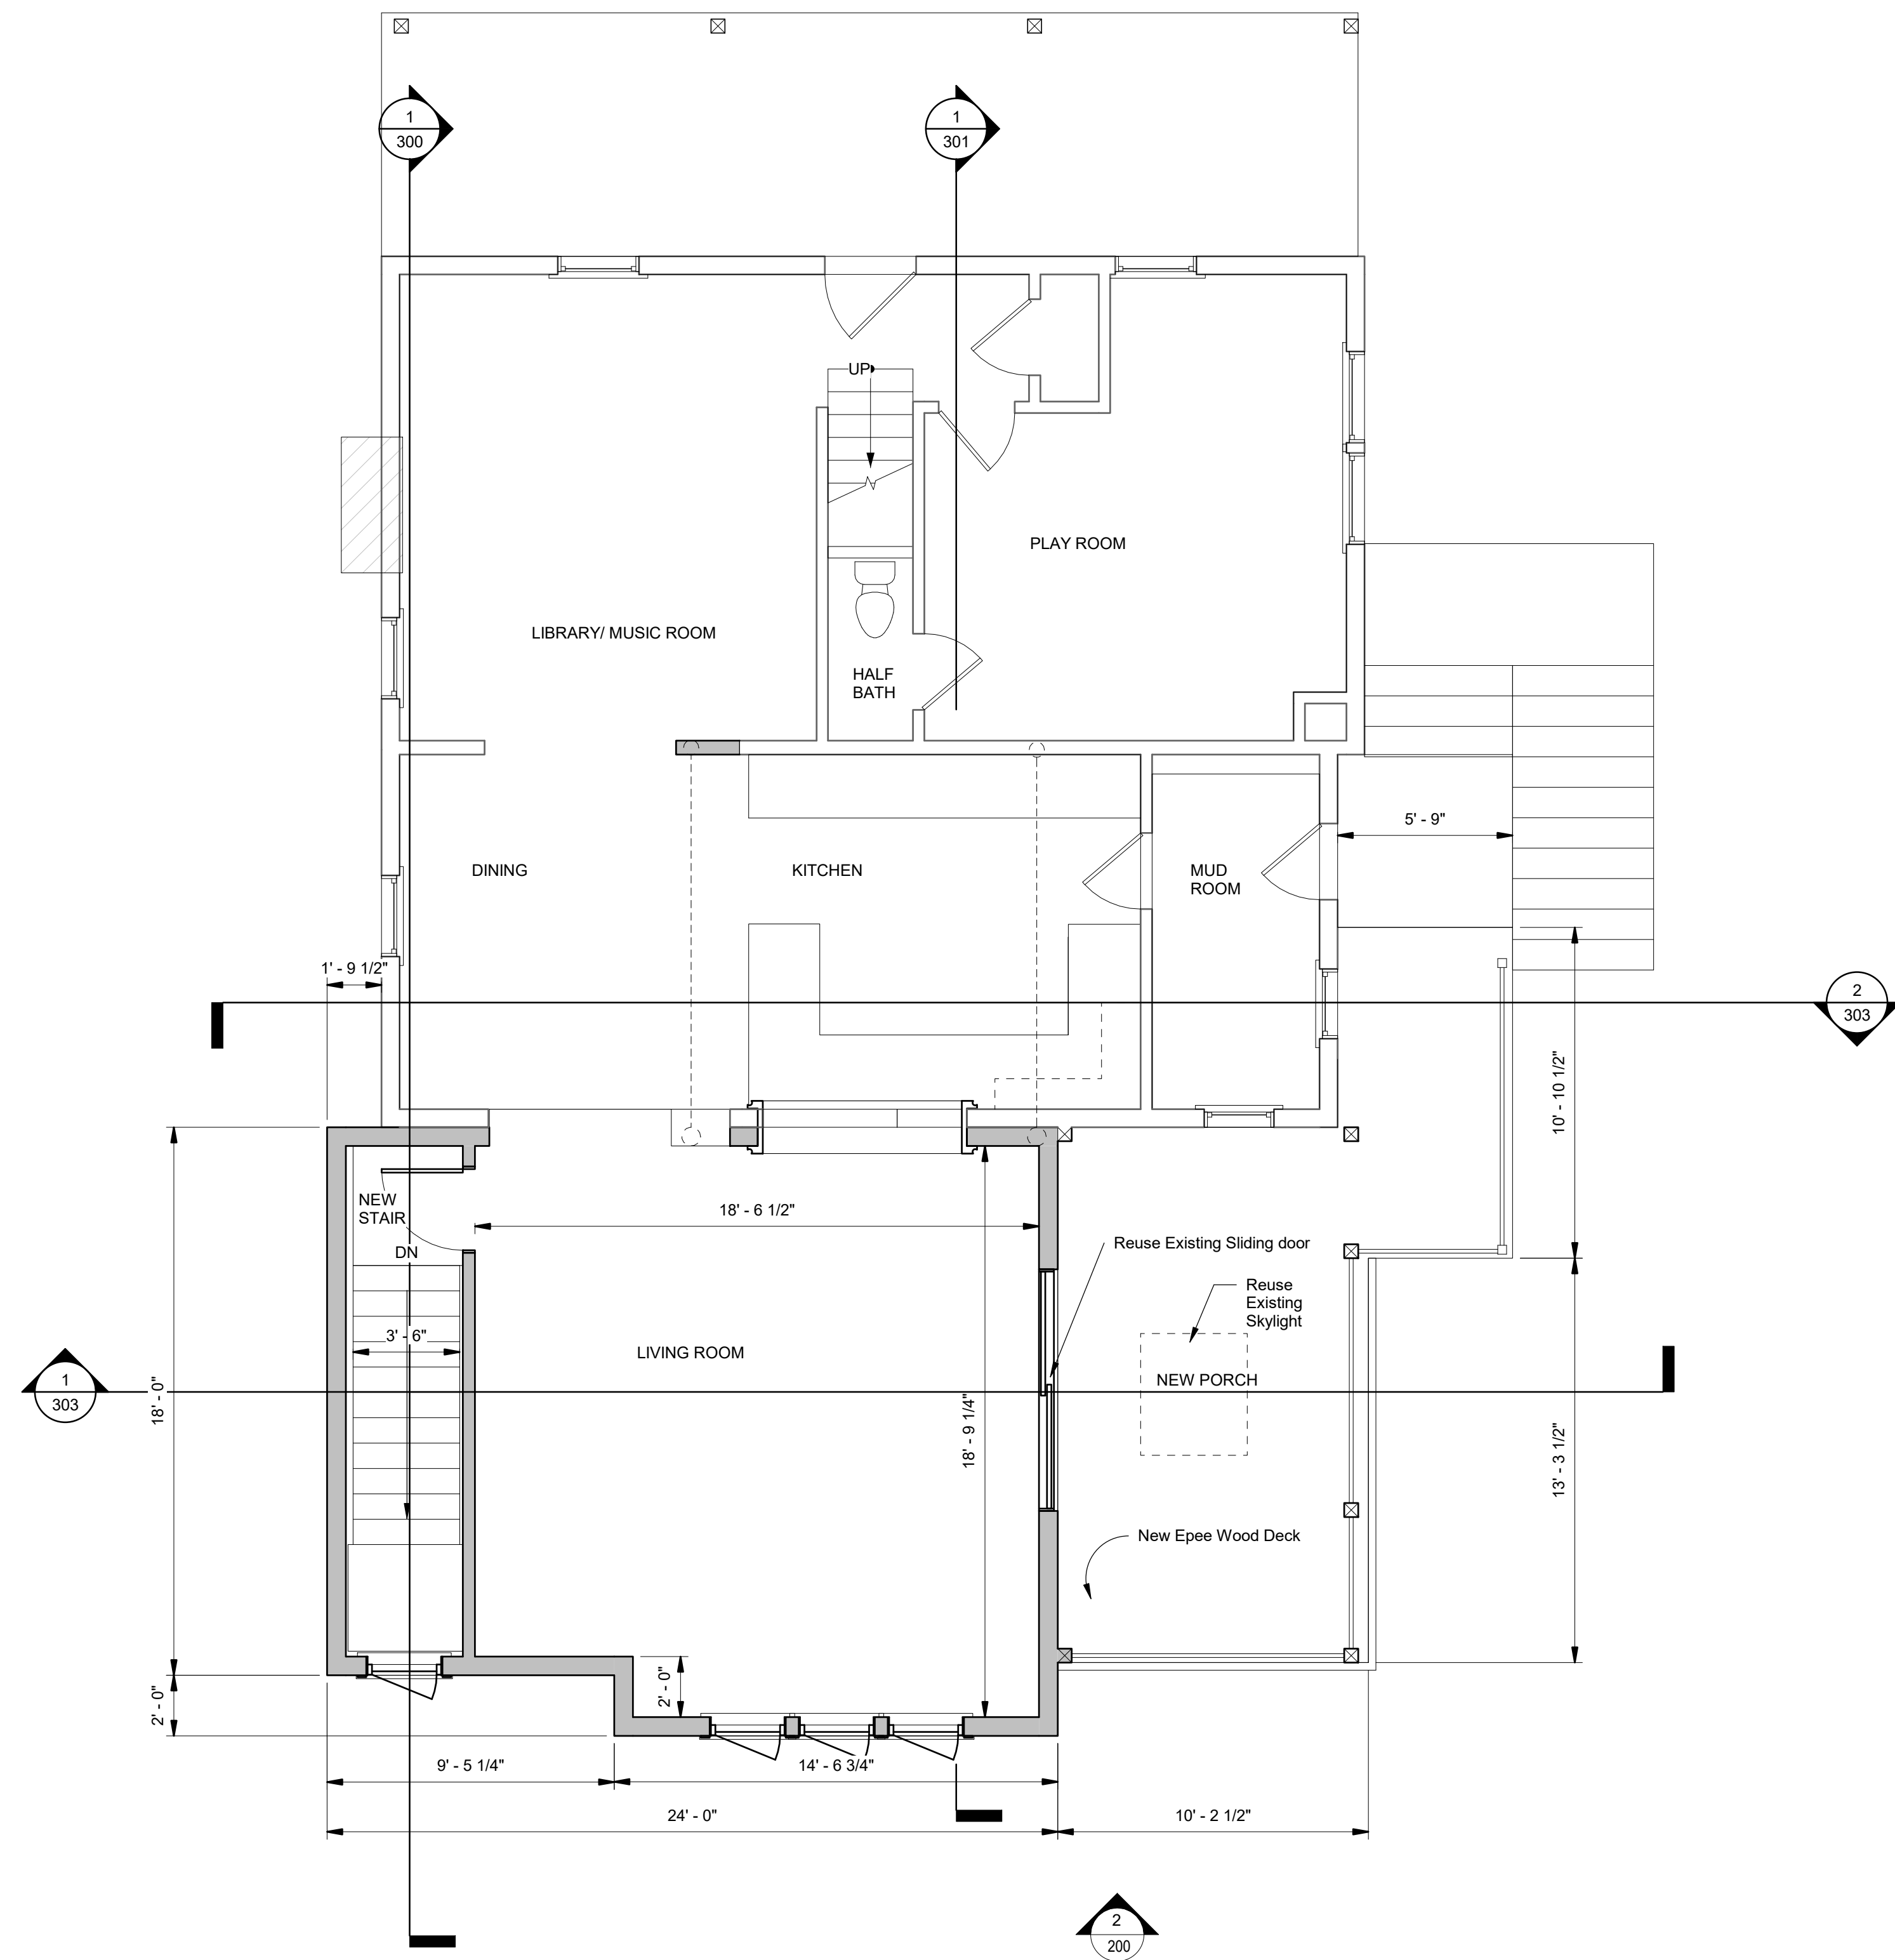 1
300
1
301
UP
PLAY ROOM
LIBRARY/ MUSIC ROOM
HALF
BATH
5' - 9"
DINING
KITCHEN
MUD
ROOM
1' - 9 1/2"
2
303
10' - 10 1/2"
NEW
STAIR
18' - 6 1/2"
DN
Reuse Existing Sliding door
Reuse
Existing
Skylight
3' - 6"
LIVING ROOM
NEW PORCH
1
303
18' - 0"
18' - 9 1/4"
13' - 3 1/2"
New Epee Wood Deck
2' - 0"
2' - 0"
9' - 5 1/4"
14' - 6 3/4"
24' - 0"
10' - 2 1/2"
2
200